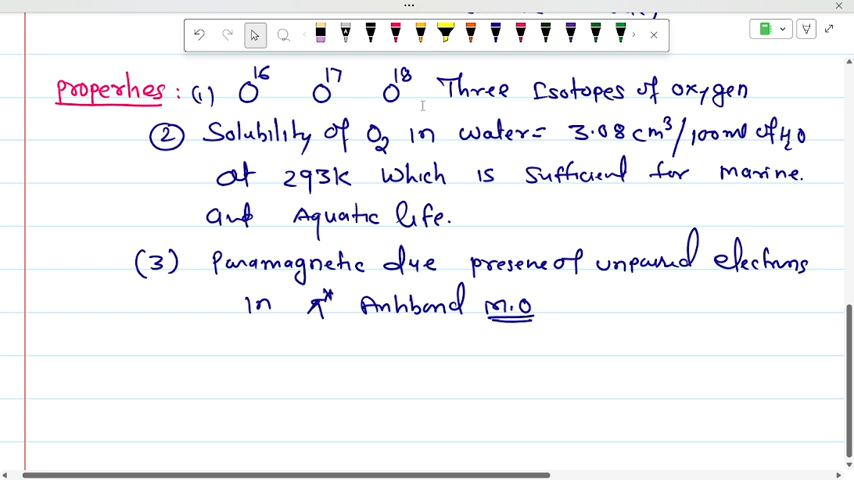 Properties : (1) O¹⁶ O¹⁷ O¹⁸ Three Isotopes of oxygen
② Solubility of O₂ in water = 3.08 cm³/100ml of H₂O
at 293K which is sufficient for marine.
and Aquatic life.
(3) Paramagnetic due presene of unpaired electrons
in π* Antibond M.O